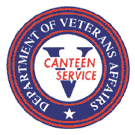 DEPARTMENT OF VETERANS AFFAIRS
V
CANTEEN
SERVICE